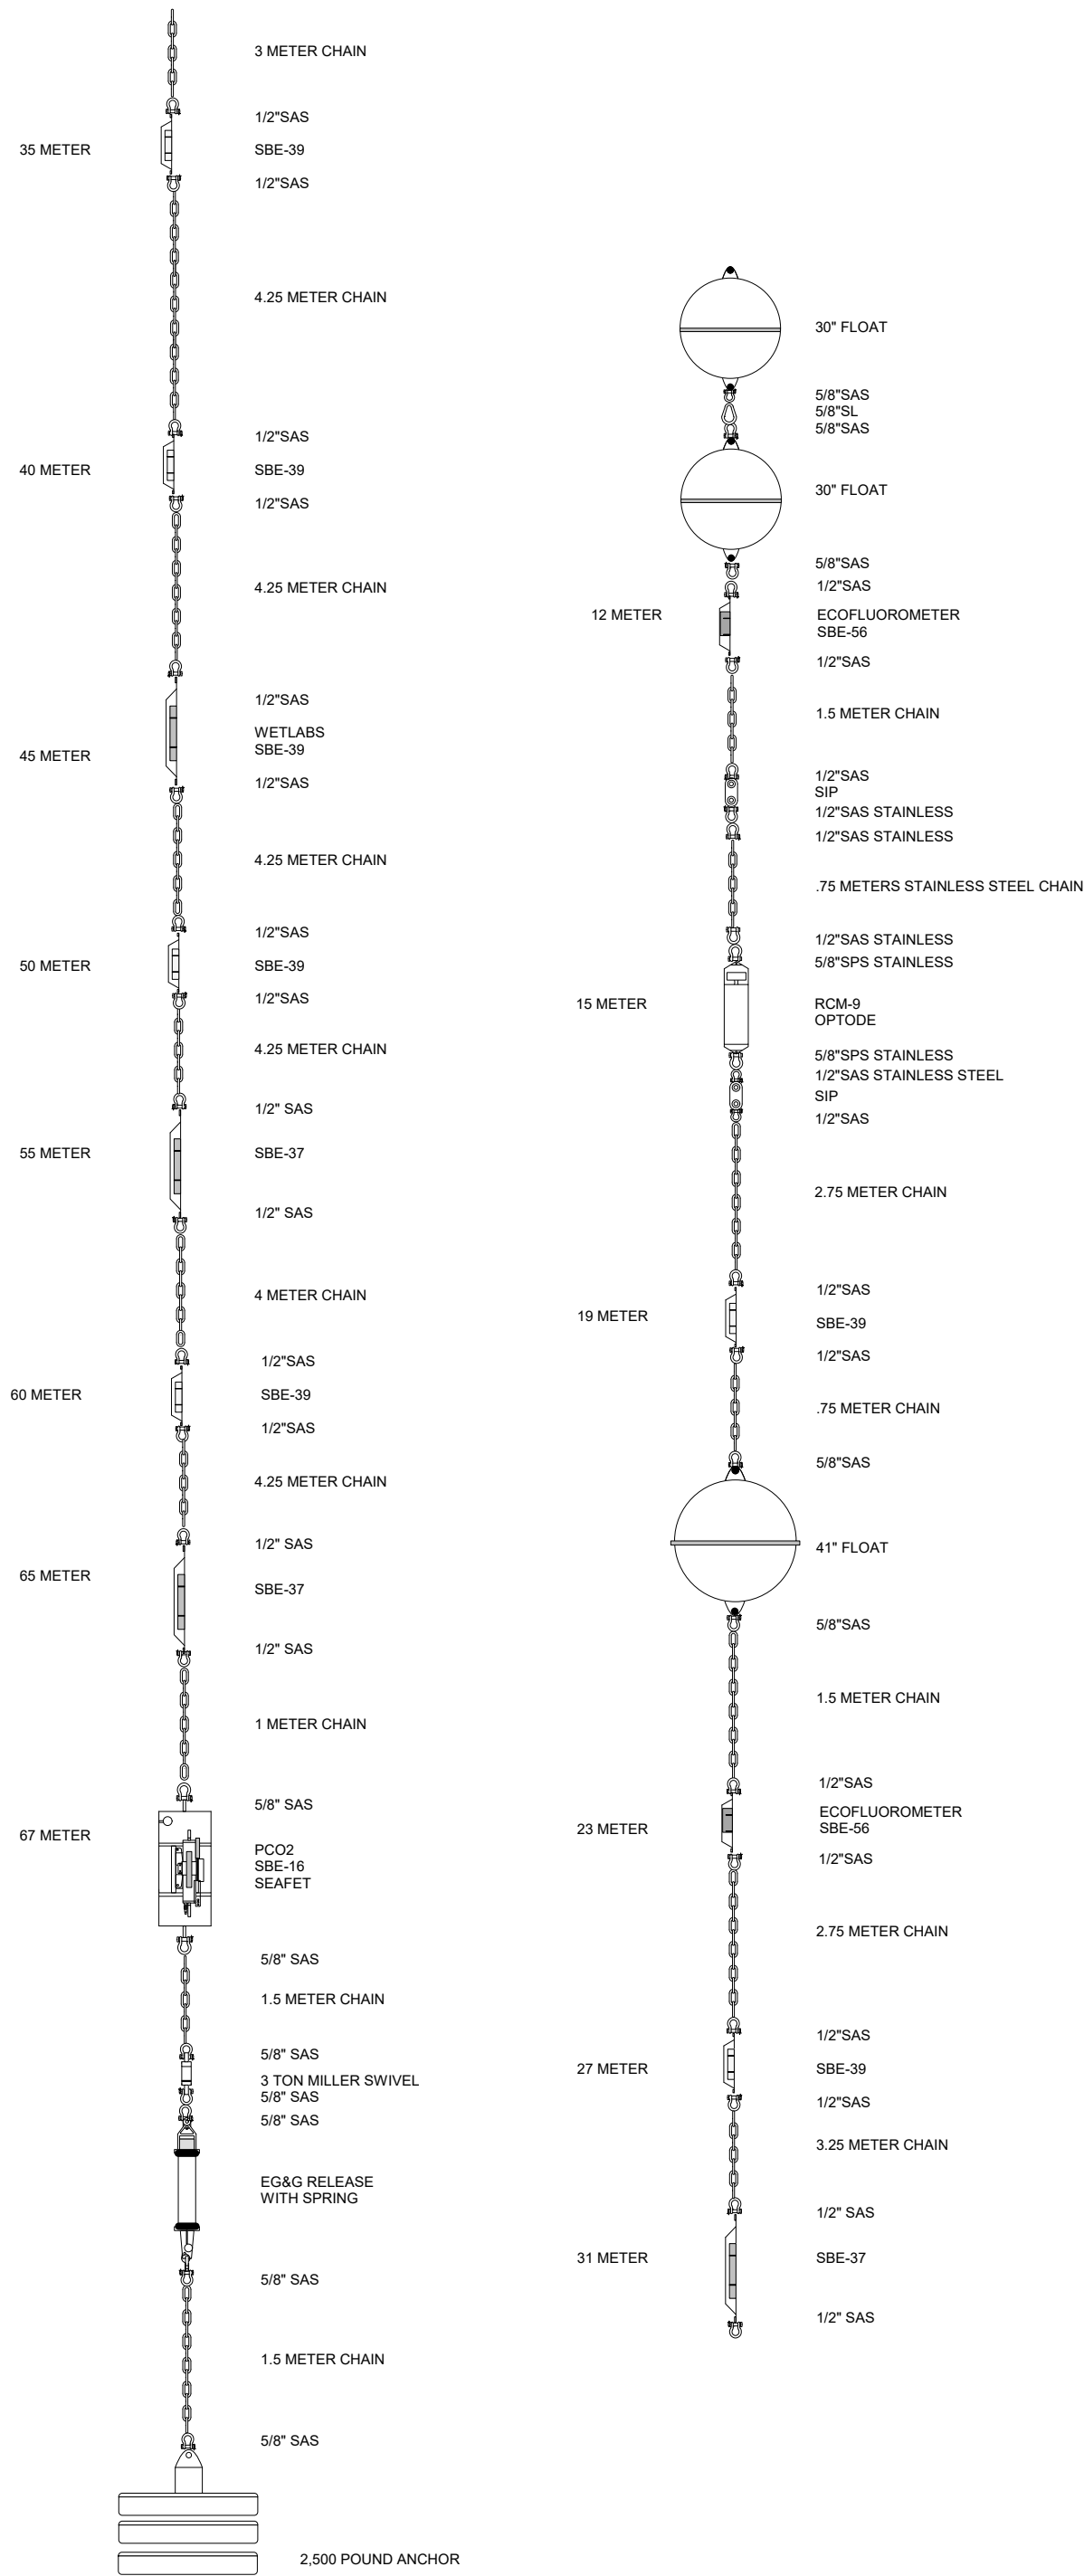 3 METER CHAIN
1/2"SAS
35 METER
SBE-39
1/2"SAS
4.25 METER CHAIN
1/2"SAS
40 METER
SBE-39
1/2"SAS
4.25 METER CHAIN
1/2"SAS
WETLABS
SBE-39
45 METER
1/2"SAS
4.25 METER CHAIN
1/2"SAS
50 METER
SBE-39
1/2"SAS
4.25 METER CHAIN
1/2" SAS
55 METER
SBE-37
1/2" SAS
4 METER CHAIN
1/2"SAS
60 METER
SBE-39
1/2"SAS
4.25 METER CHAIN
1/2" SAS
65 METER
SBE-37
1/2" SAS
1 METER CHAIN
5/8" SAS
67 METER
PCO2
SBE-16
SEAFET
5/8" SAS
1.5 METER CHAIN
5/8" SAS
3 TON MILLER SWIVEL
5/8" SAS
5/8" SAS
EG&G RELEASE
WITH SPRING
5/8" SAS
1.5 METER CHAIN
5/8" SAS
2,500 POUND ANCHOR
30" FLOAT
5/8"SAS
5/8"SL
5/8"SAS
30" FLOAT
5/8"SAS
1/2"SAS
12 METER
ECOFLUOROMETER
SBE-56
1/2"SAS
1.5 METER CHAIN
1/2"SAS
SIP
1/2"SAS STAINLESS
1/2"SAS STAINLESS
.75 METERS STAINLESS STEEL CHAIN
1/2"SAS STAINLESS
5/8"SPS STAINLESS
15 METER
RCM-9
OPTODE
5/8"SPS STAINLESS
1/2"SAS STAINLESS STEEL
SIP
1/2"SAS
2.75 METER CHAIN
1/2"SAS
19 METER
SBE-39
1/2"SAS
.75 METER CHAIN
5/8"SAS
41" FLOAT
5/8"SAS
1.5 METER CHAIN
1/2"SAS
23 METER
ECOFLUOROMETER
SBE-56
1/2"SAS
2.75 METER CHAIN
1/2"SAS
27 METER
SBE-39
1/2"SAS
3.25 METER CHAIN
1/2" SAS
31 METER
SBE-37
1/2" SAS